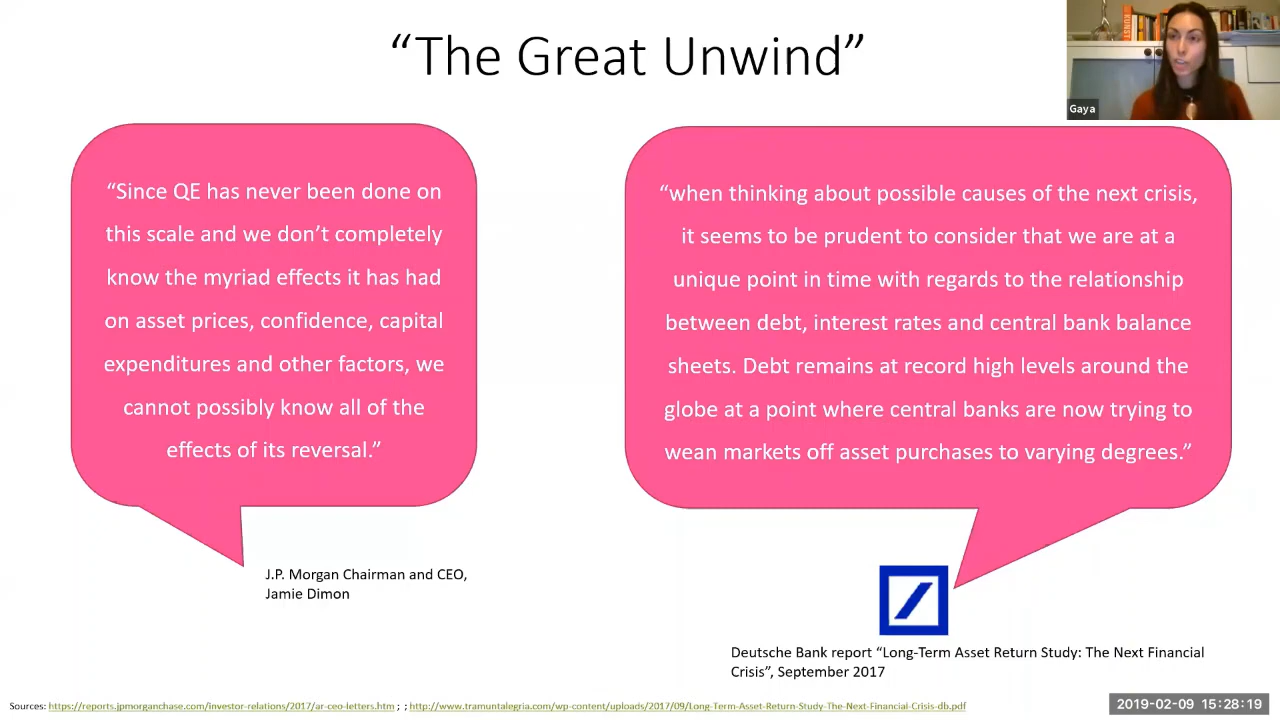 “The Great Unwind”
KUNST
Gaya
“Since QE has never been done on
this scale and we don’t completely
know the myriad effects it has had
on asset prices, confidence, capital
expenditures and other factors, we
cannot possibly know all of the
effects of its reversal.”
“when thinking about possible causes of the next crisis,
it seems to be prudent to consider that we are at a
unique point in time with regards to the relationship
between debt, interest rates and central bank balance
sheets. Debt remains at record high levels around the
globe at a point where central banks are now trying to
wean markets off asset purchases to varying degrees.”
J.P. Morgan Chairman and CEO,
Jamie Dimon
Deutsche Bank report “Long-Term Asset Return Study: The Next Financial
Crisis”, September 2017
Sources: https://reports.jpmorganchase.com/investor-relations/2017/ar-ceo-letters.htm ; ; http://www.tramuntalegria.com/wp-content/uploads/2017/09/Long-Term-Asset-Return-Study-The-Next-Financial-Crisis-db.pdf
2019-02-09 15:28:19